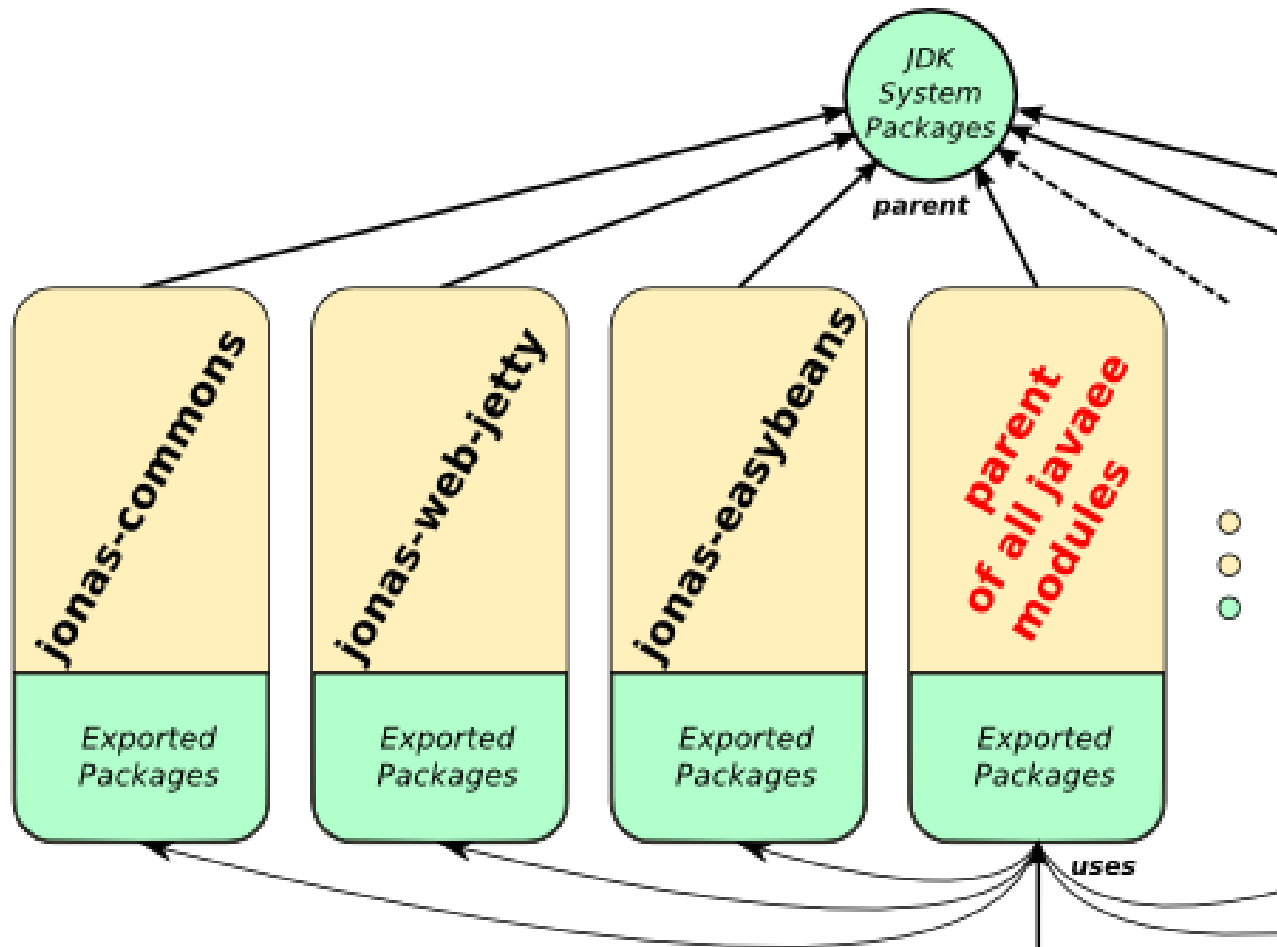 JDK
System
Packages
parent
jonas-commons
jonas-web-jetty
jonas-easybeans
parent
of all javaee
modules
Exported
Packages
Exported
Packages
Exported
Packages
Exported
Packages
uses